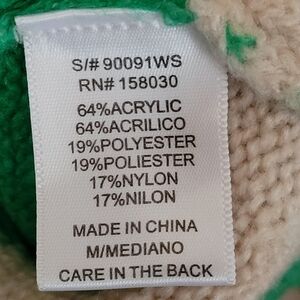 S/# 90091WS
RN# 158030
64%ACRYLIC
64%ACRILICO
19%POLYESTER
19%POLIESTER
17%NYLON
17%NILON
MADE IN CHINA
M/MEDIANO
CARE IN THE BACK